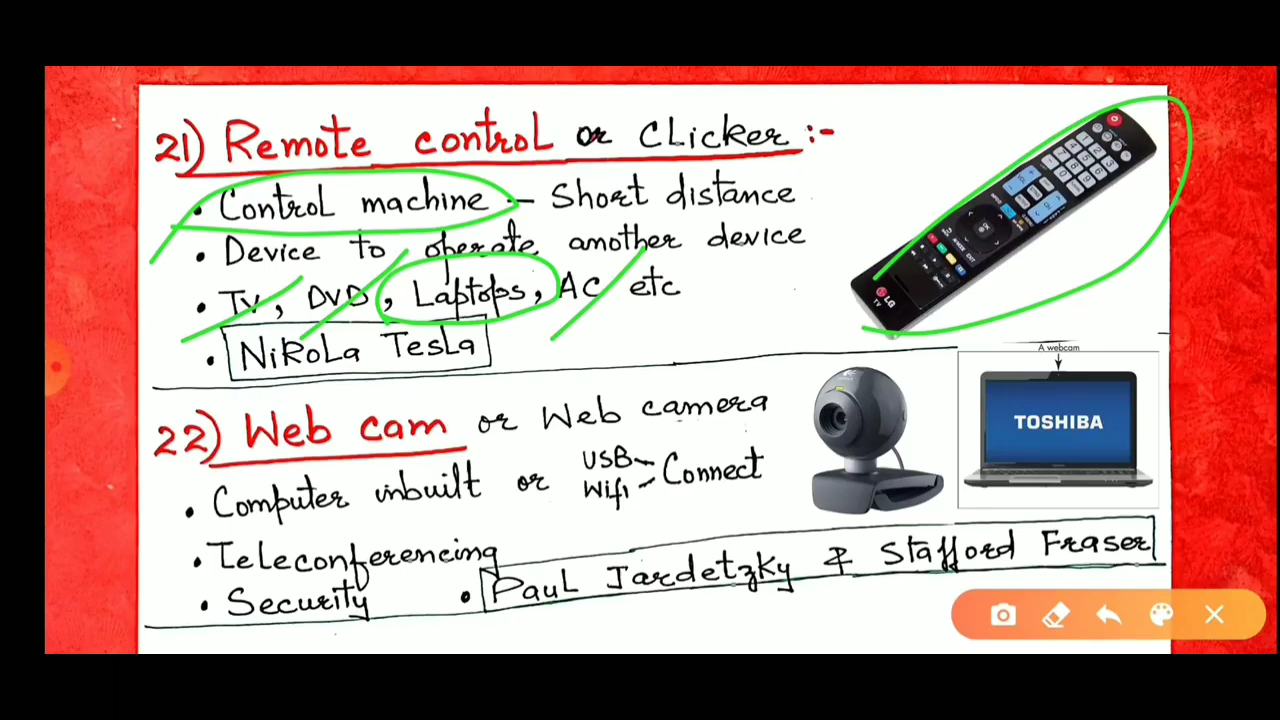 21) Remote control or Clicker :-
• Control machine - Short distance
• Device to operate another device
• TV, DVD, Laptops, AC etc
• Nikola Tesla
LG
TV
A webcam
TOSHIBA
22) Web cam or Web camera
• Computer inbuilt or USB Wifi - Connect
• Teleconferencing
• Security
• Paul Jardetzky & Stafford Fraser